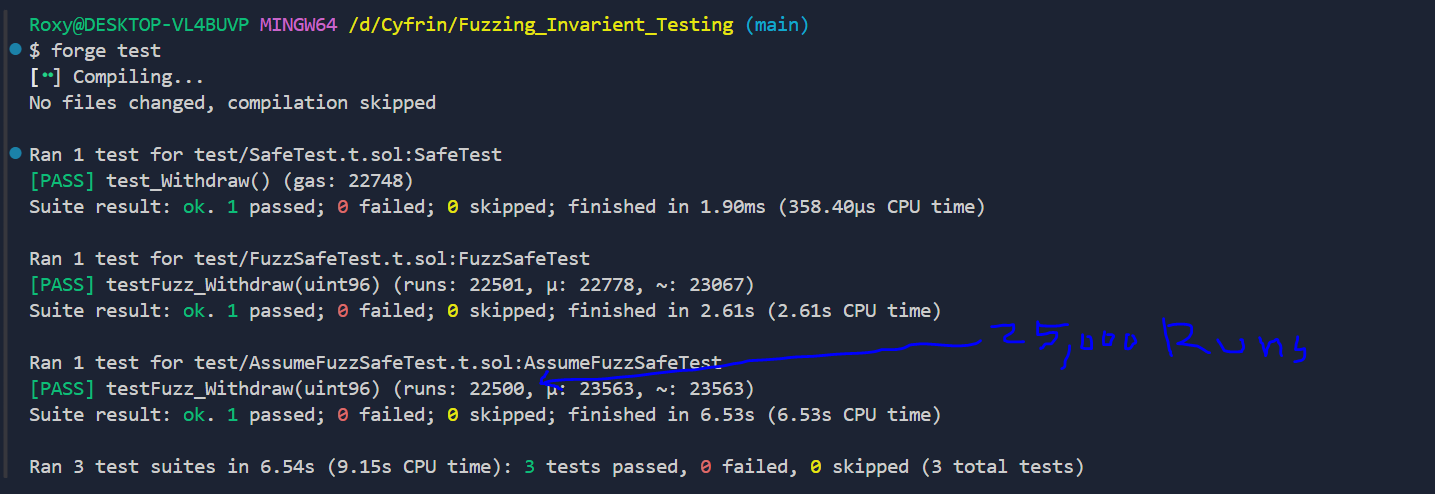 Roxy@DESKTOP-VL4BUVP MINGW64 /d/Cyfrin/Fuzzing_Invarient_Testing (main)
$ forge test
[⠒] Compiling...
No files changed, compilation skipped
Ran 1 test for test/SafeTest.t.sol:SafeTest
[PASS] test_Withdraw() (gas: 22748)
Suite result: ok. 1 passed; 0 failed; 0 skipped; finished in 1.90ms (358.40µs CPU time)
Ran 1 test for test/FuzzSafeTest.t.sol:FuzzSafeTest
[PASS] testFuzz_Withdraw(uint96) (runs: 22501, μ: 22778, ~: 23067)
Suite result: ok. 1 passed; 0 failed; 0 skipped; finished in 2.61s (2.61s CPU time)
25,000 Runs
Ran 1 test for test/AssumeFuzzSafeTest.t.sol:AssumeFuzzSafeTest
[PASS] testFuzz_Withdraw(uint96) (runs: 22500, μ: 23563, ~: 23563)
Suite result: ok. 1 passed; 0 failed; 0 skipped; finished in 6.53s (6.53s CPU time)
Ran 3 test suites in 6.54s (9.15s CPU time): 3 tests passed, 0 failed, 0 skipped (3 total tests)